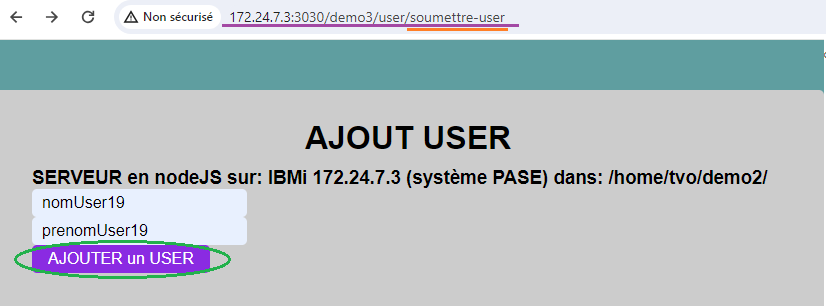 Non sécurisé 172.24.7.3:3030/demo3/user/soumettre-user
AJOUT USER
SERVEUR en nodeJS sur: IBMi 172.24.7.3 (système PASE) dans: /home/tvo/demo2/
nomUser19
prenomUser19
AJOUTER un USER